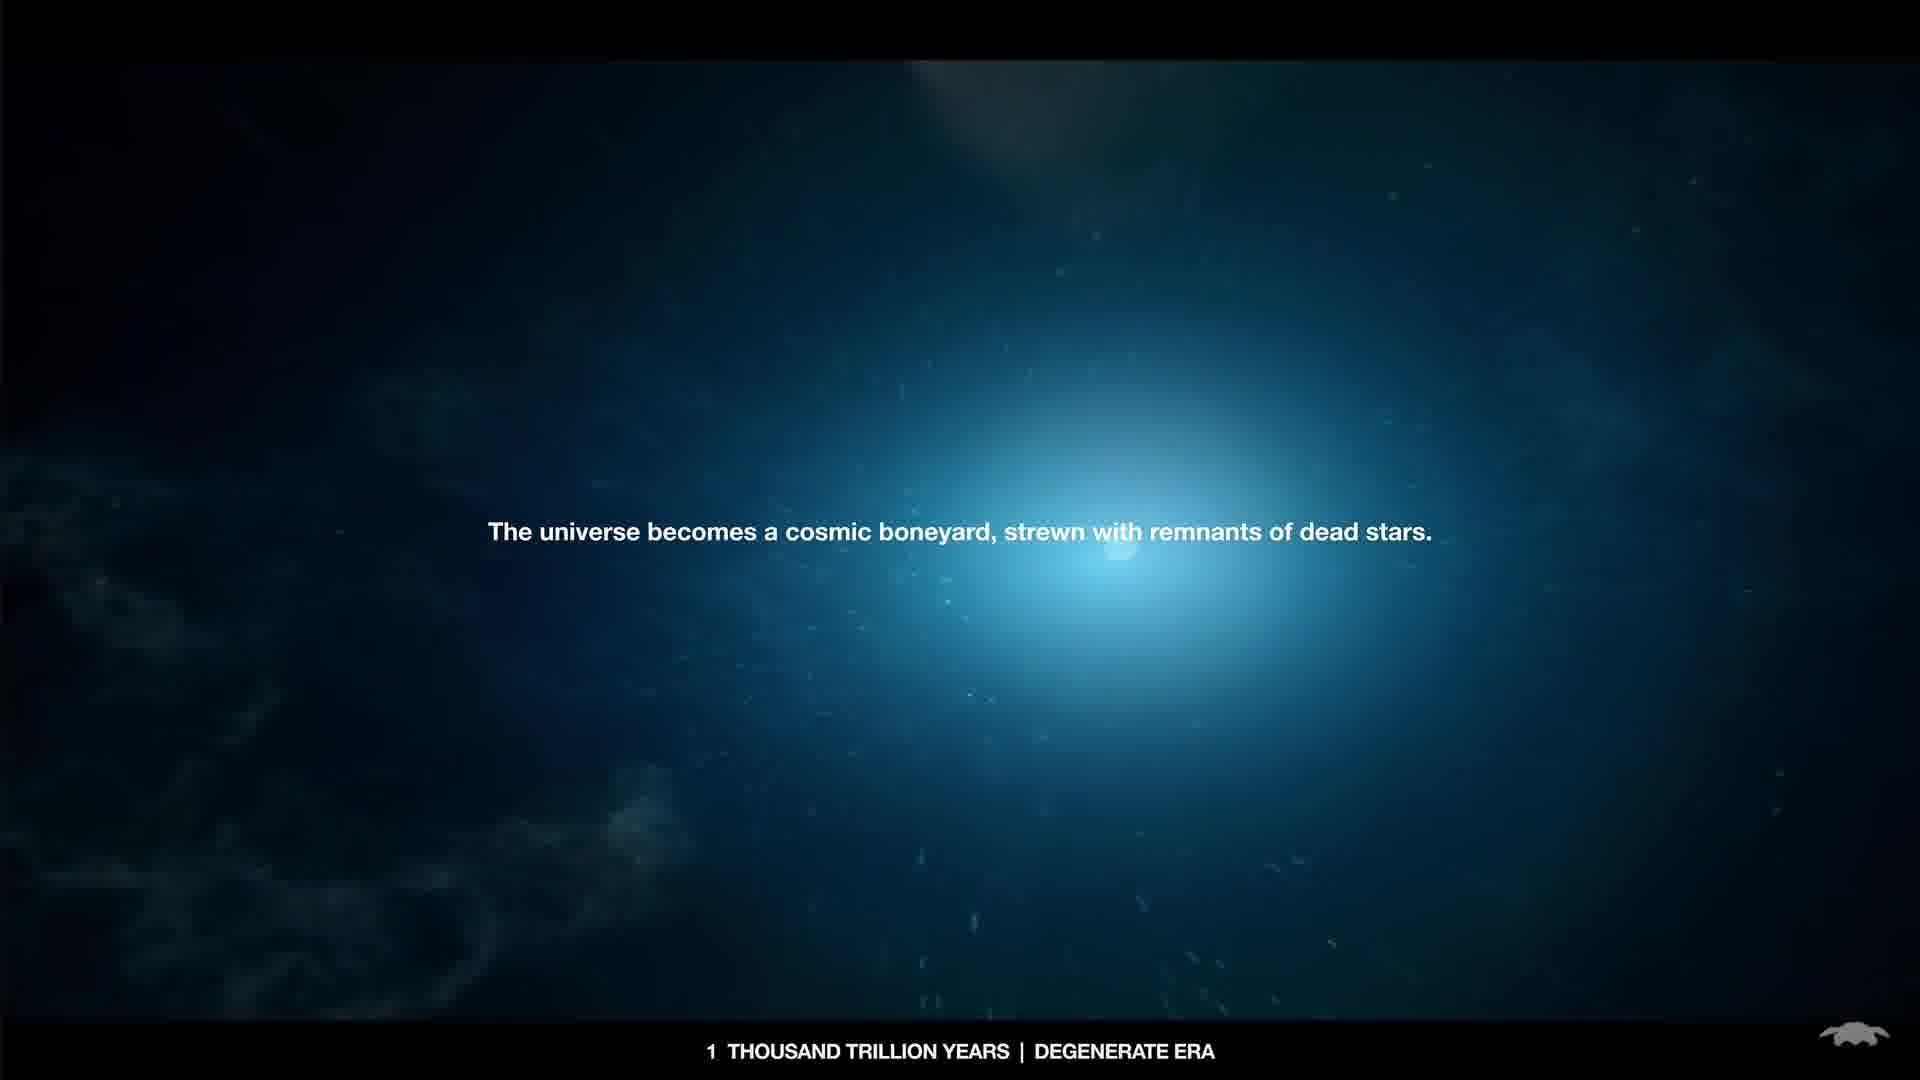 The universe becomes a cosmic boneyard, strewn with remnants of dead stars.
1 THOUSAND TRILLION YEARS | DEGENERATE ERA